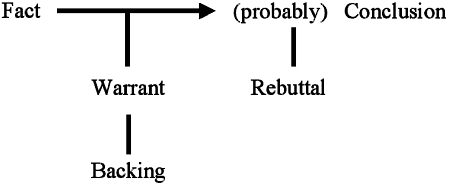 Fact (probably) Conclusion
Warrant Rebuttal
Backing